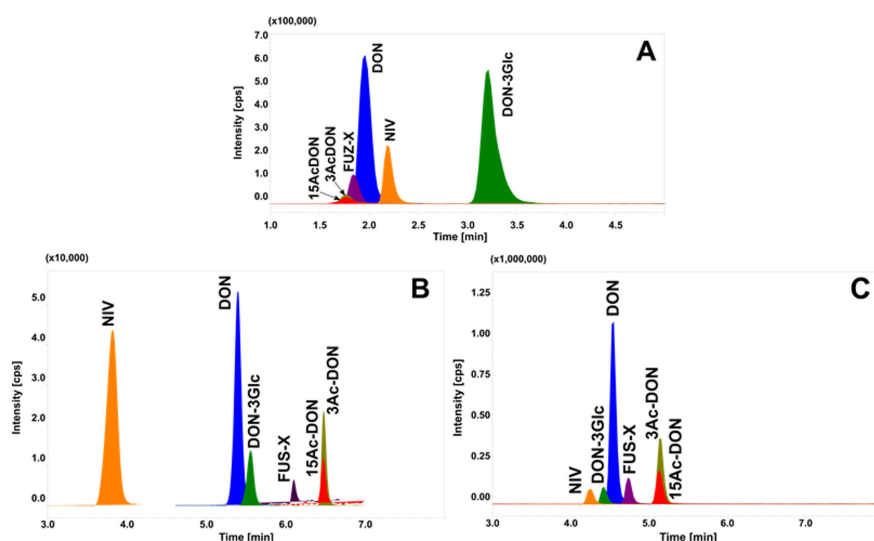 (x100,000)
A
7.0
6.0
5.0
4.0
3.0
2.0
1.0
0.0
Intensity [cps]
15AcDON
3AcDON
FUZ-X
DON
NIV
DON-3Glc
1.0 1.5 2.0 2.5 3.0 3.5 4.0 4.5
Time [min]
(x10,000)
B
5.0
4.0
3.0
2.0
1.0
0.0
Intensity [cps]
NIV
DON
DON-3Glc
FUS-X
15Ac-DON
3Ac-DON
3.0 4.0 5.0 6.0 7.0
Time [min]
(x1,000,000)
C
1.25
1.00
0.75
0.50
0.25
0.00
Intensity [cps]
NIV
DON-3Glc
DON
FUS-X
3Ac-DON
15Ac-DON
3.0 4.0 5.0 6.0 7.0
Time [min]